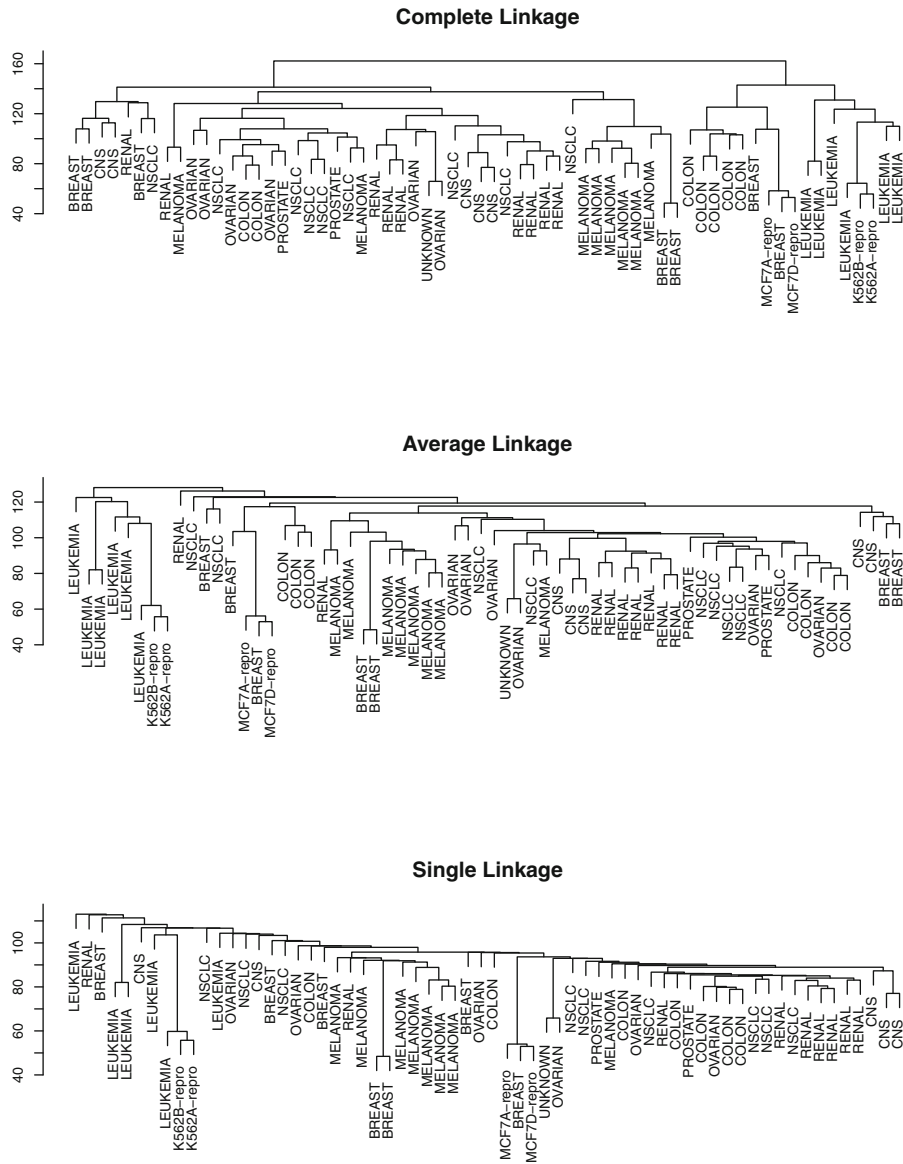 Complete Linkage
160
120
80
40
BREAST
BREAST
CNS
CNS
RENAL
BREAST
NSCLC
RENAL
MELANOMA
OVARIAN
OVARIAN
NSCLC
OVARIAN
COLON
COLON
OVARIAN
PROSTATE
NSCLC
NSCLC
NSCLC
PROSTATE
NSCLC
MELANOMA
RENAL
RENAL
RENAL
OVARIAN
UNKNOWN
OVARIAN
NSCLC
CNS
CNS
CNS
NSCLC
RENAL
RENAL
RENAL
RENAL
NSCLC
MELANOMA
MELANOMA
MELANOMA
MELANOMA
MELANOMA
MELANOMA
BREAST
BREAST
COLON
COLON
COLON
COLON
COLON
BREAST
MCF7A-repro
BREAST
MCF7D-repro
LEUKEMIA
LEUKEMIA
LEUKEMIA
LEUKEMIA
K562B-repro
K562A-repro
LEUKEMIA
LEUKEMIA
Average Linkage
120
100
80
60
40
LEUKEMIA
LEUKEMIA
LEUKEMIA
LEUKEMIA
LEUKEMIA
LEUKEMIA
K562B-repro
K562A-repro
RENAL
NSCLC
BREAST
NSCLC
BREAST
MCF7A-repro
BREAST
MCF7D-repro
COLON
COLON
COLON
RENAL
MELANOMA
MELANOMA
BREAST
BREAST
MELANOMA
MELANOMA
MELANOMA
MELANOMA
MELANOMA
OVARIAN
OVARIAN
NSCLC
OVARIAN
UNKNOWN
OVARIAN
NSCLC
MELANOMA
CNS
CNS
CNS
RENAL
RENAL
RENAL
RENAL
RENAL
RENAL
RENAL
PROSTATE
NSCLC
NSCLC
NSCLC
NSCLC
OVARIAN
PROSTATE
NSCLC
COLON
COLON
OVARIAN
COLON
COLON
CNS
CNS
BREAST
BREAST
Single Linkage
100
80
60
40
LEUKEMIA
RENAL
BREAST
LEUKEMIA
LEUKEMIA
CNS
LEUKEMIA
LEUKEMIA
K562B-repro
K562A-repro
NSCLC
LEUKEMIA
OVARIAN
NSCLC
CNS
BREAST
NSCLC
OVARIAN
COLON
BREAST
MELANOMA
RENAL
MELANOMA
BREAST
BREAST
MELANOMA
MELANOMA
MELANOMA
MELANOMA
MELANOMA
BREAST
OVARIAN
COLON
MCF7A-repro
BREAST
MCF7D-repro
UNKNOWN
OVARIAN
NSCLC
NSCLC
PROSTATE
MELANOMA
COLON
OVARIAN
NSCLC
RENAL
COLON
PROSTATE
COLON
OVARIAN
COLON
COLON
NSCLC
NSCLC
RENAL
NSCLC
RENAL
RENAL
RENAL
RENAL
RENAL
CNS
CNS
CNS